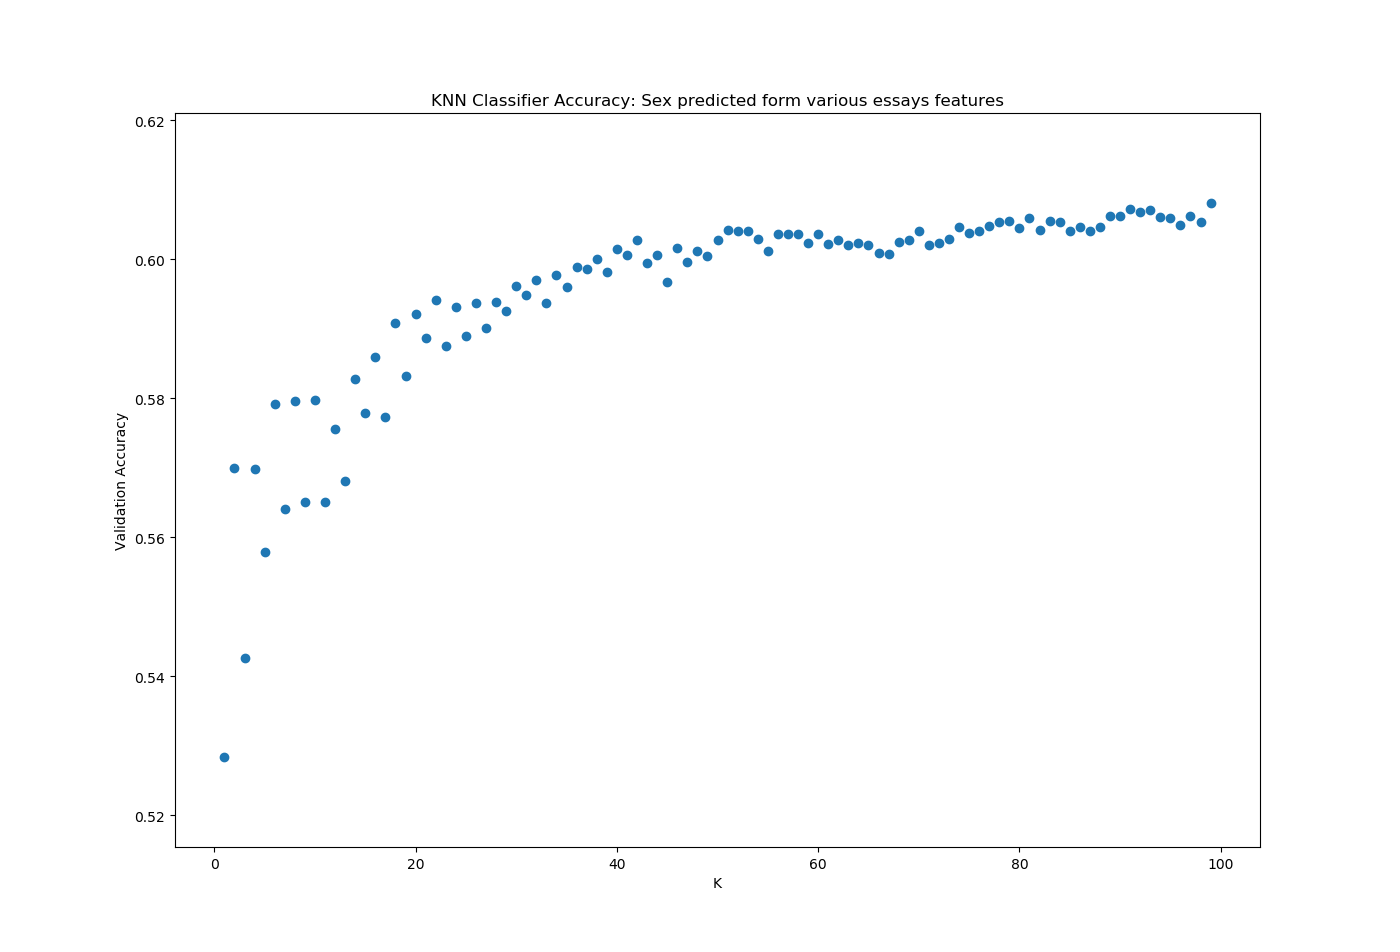 KNN Classifier Accuracy: Sex predicted form various essays features
0.62
0.60
0.58
0.56
0.54
0.52
Validation Accuracy
0 20 40 60 80 100
K